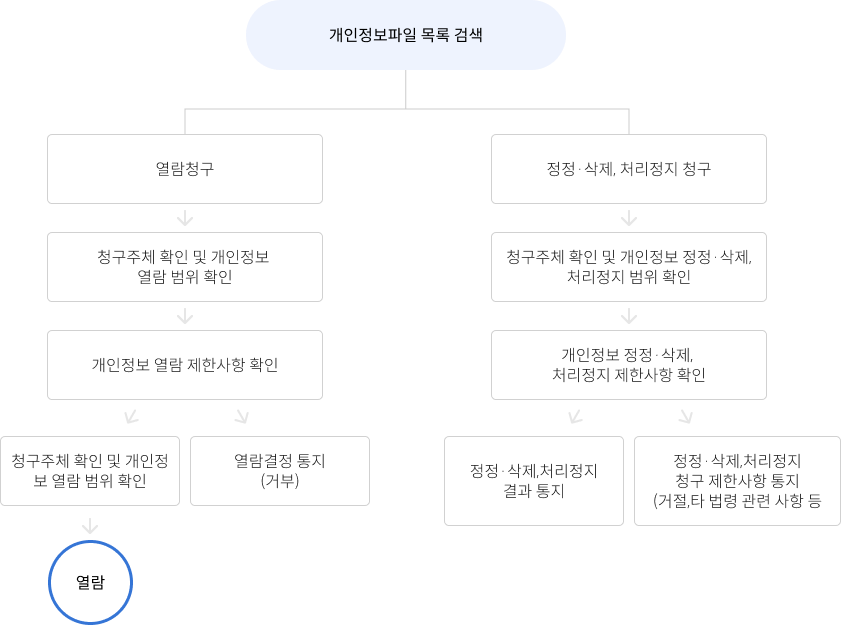 개인정보파일 목록 검색
열람청구
청구주체 확인 및 개인정보
열람 범위 확인
개인정보 열람 제한사항 확인
청구주체 확인 및 개인정
보 열람 범위 확인
열람결정 통지
(거부)
열람
정정·삭제, 처리정지 청구
청구주체 확인 및 개인정보 정정·삭제,
처리정지 범위 확인
개인정보 정정·삭제,
처리정지 제한사항 확인
정정·삭제,처리정지
결과 통지
정정·삭제,처리정지
청구 제한사항 통지
(거절,타 법령 관련 사항 등